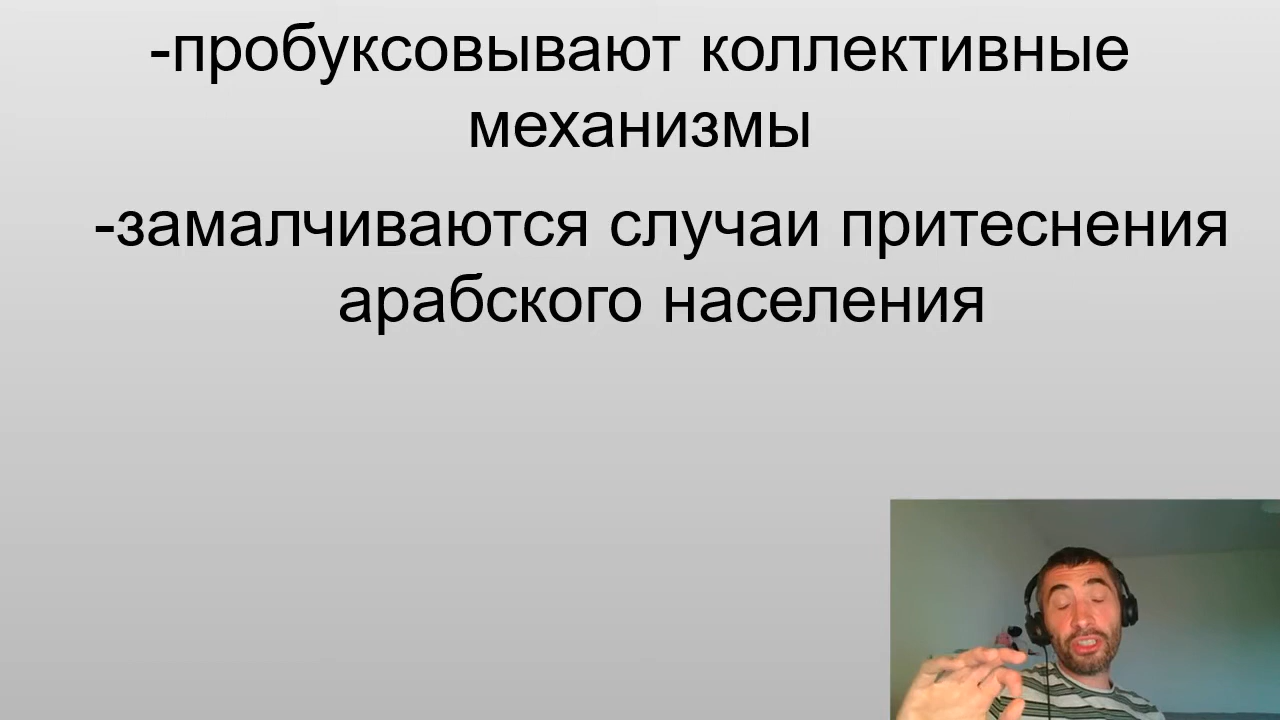 -пробуксовывают коллективные
механизмы
-замалчиваются случаи притеснения
арабского населения